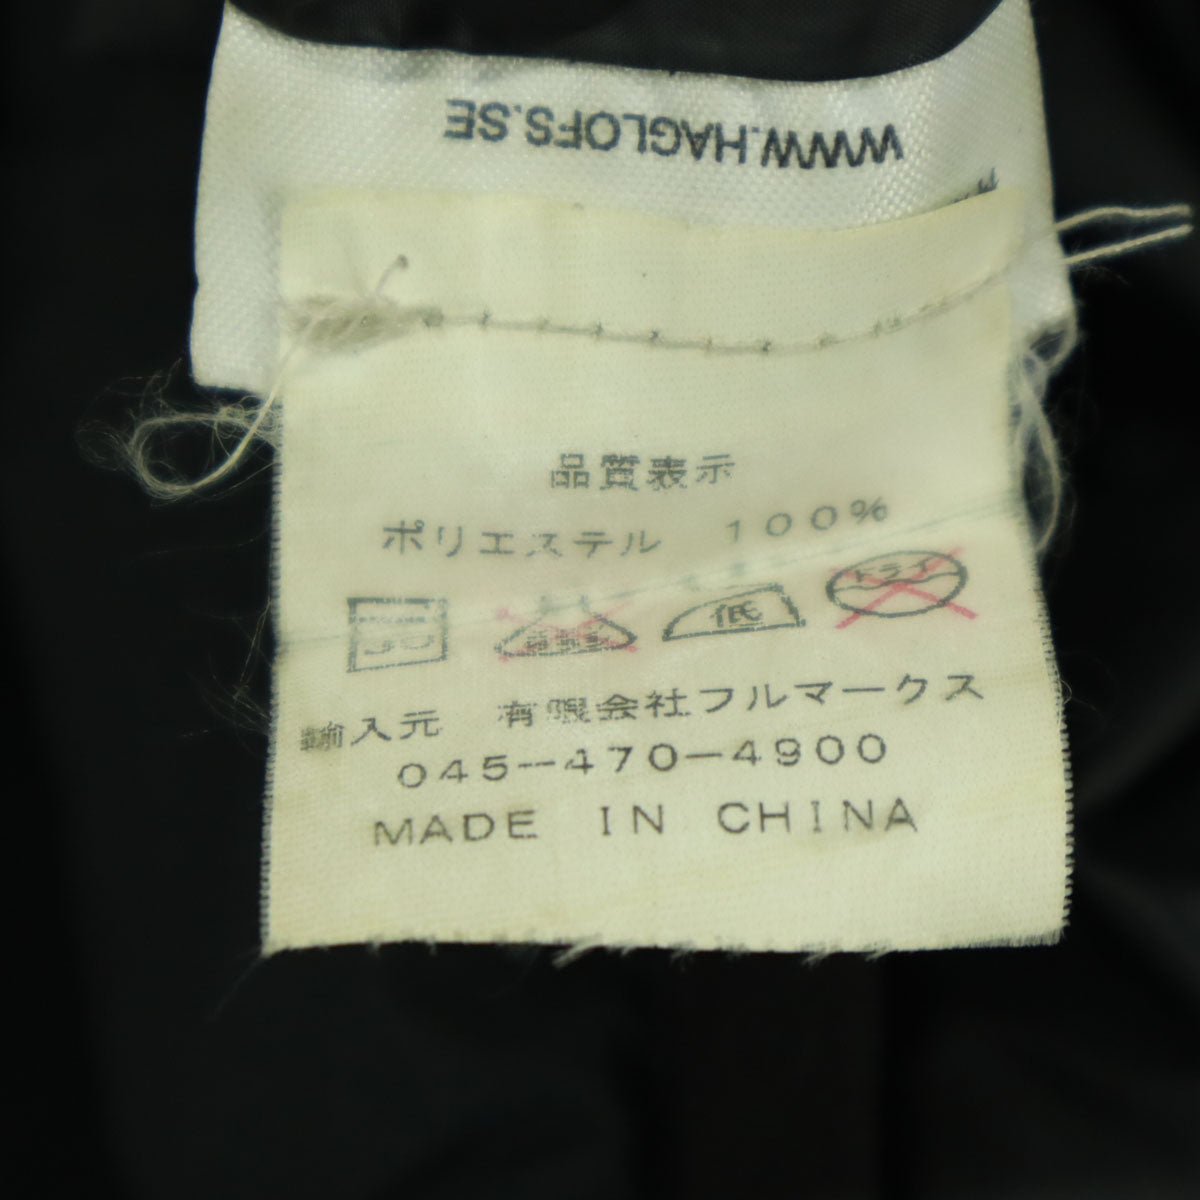 WWW.HAGLOFS.SE
品質表示
ポリエステル 100%
30
低
ドライ
輸入元 有限会社フルマークス
045-470-4900
MADE IN CHINA